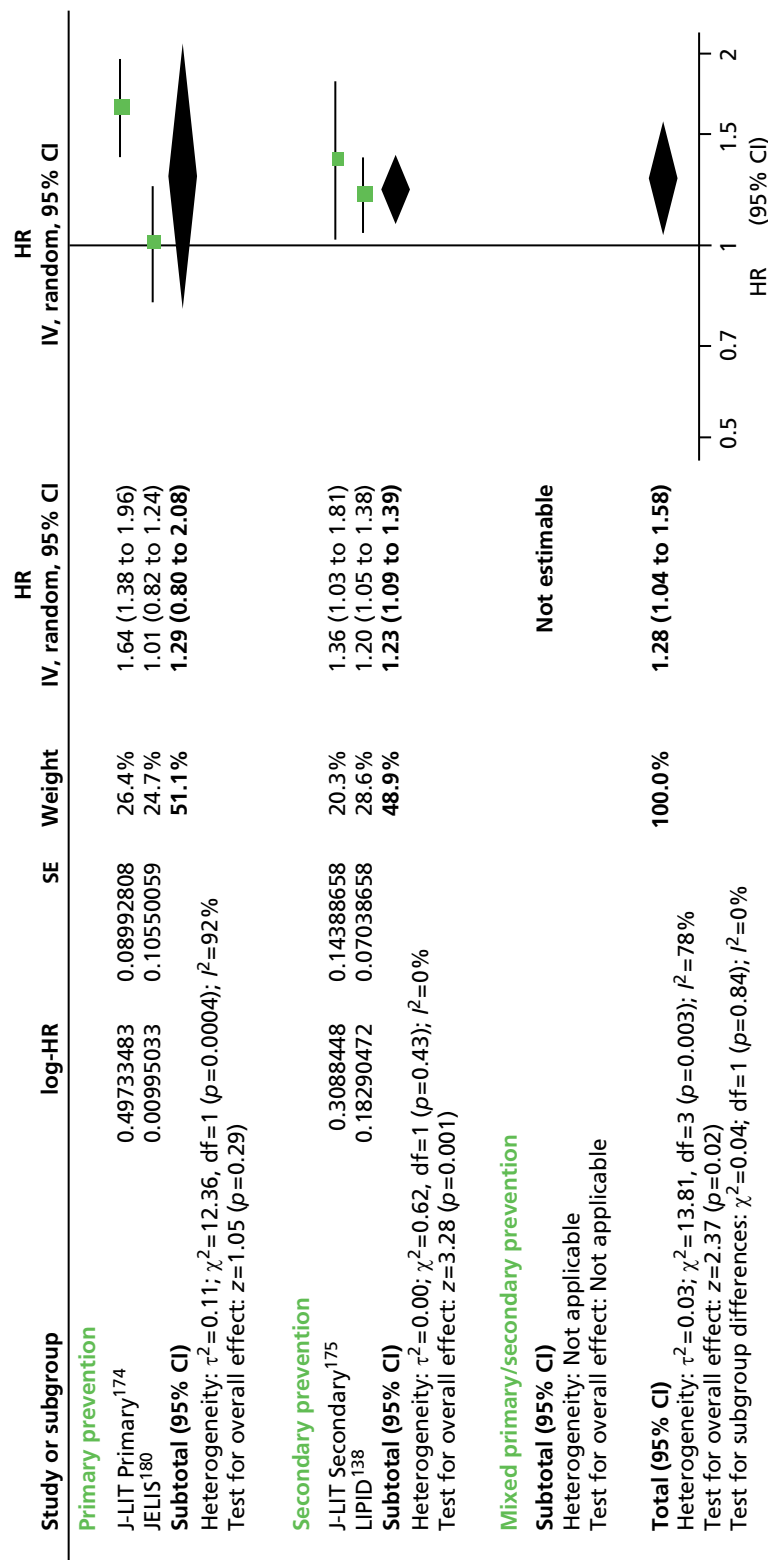 Study or subgroup log-HR SE Weight HR IV, random, 95% CI HR IV, random, 95% CI
Primary prevention
J-LIT Primary174 0.49733483 0.08992808 26.4% 1.64 (1.38 to 1.96)
JELIS180 0.00995033 0.10550059 24.7% 1.01 (0.82 to 1.24)
Subtotal (95% CI) 51.1% 1.29 (0.80 to 2.08)
Heterogeneity: τ2=0.11; χ2=12.36, df=1 (p=0.0004); I2=92%
Test for overall effect: z=1.05 (p=0.29)
Secondary prevention
J-LIT Secondary175 0.3088448 0.14388658 20.3% 1.36 (1.03 to 1.81)
LIPID138 0.18290472 0.07038658 28.6% 1.20 (1.05 to 1.38)
Subtotal (95% CI) 48.9% 1.23 (1.09 to 1.39)
Heterogeneity: τ2=0.00; χ2=0.62, df=1 (p=0.43); I2=0%
Test for overall effect: z=3.28 (p=0.001)
Mixed primary/secondary prevention
Subtotal (95% CI) Not estimable
Heterogeneity: Not applicable
Test for overall effect: Not applicable
Total (95% CI) 100.0% 1.28 (1.04 to 1.58)
Heterogeneity: τ2=0.03; χ2=13.81, df=3 (p=0.003); I2=78%
Test for overall effect: z=2.37 (p=0.02)
Test for subgroup differences: χ2=0.04; df=1 (p=0.84); I2=0%
0.5 0.7 1 1.5 2
HR (95% CI)